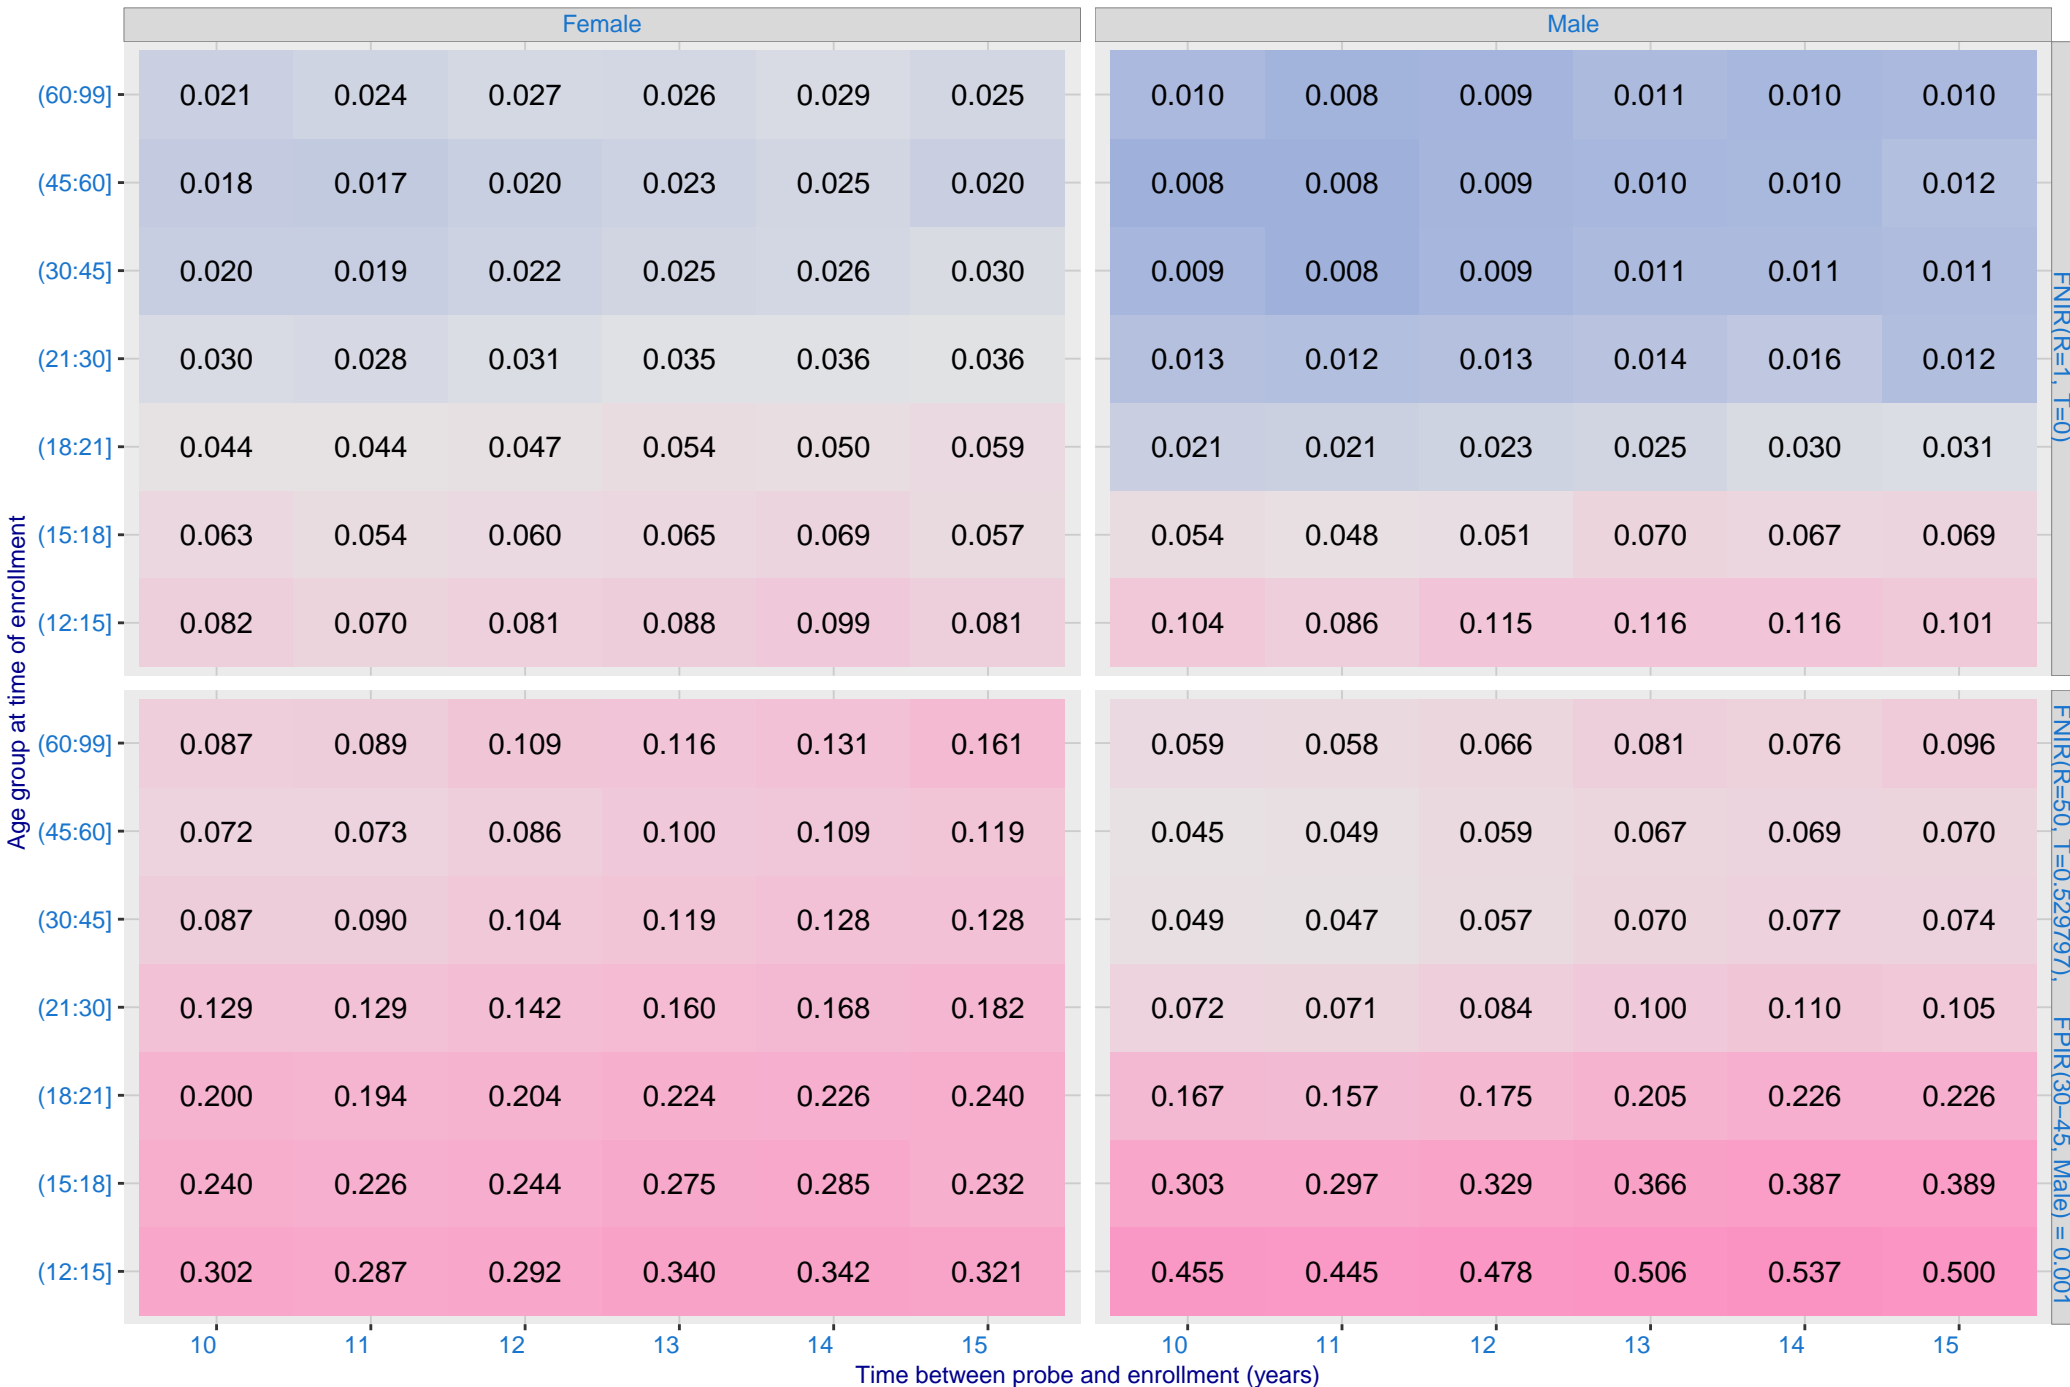 Female Male
(60:99] 0.021 0.024 0.027 0.026 0.029 0.025 0.010 0.008 0.009 0.011 0.010 0.010
(45:60] 0.018 0.017 0.020 0.023 0.025 0.020 0.008 0.008 0.009 0.010 0.010 0.012
(30:45] 0.020 0.019 0.022 0.025 0.026 0.030 0.009 0.008 0.009 0.011 0.011 0.011
(21:30] 0.030 0.028 0.031 0.035 0.036 0.036 0.013 0.012 0.013 0.014 0.016 0.012
(18:21] 0.044 0.044 0.047 0.054 0.050 0.059 0.021 0.021 0.023 0.025 0.030 0.031
(15:18] 0.063 0.054 0.060 0.065 0.069 0.057 0.054 0.048 0.051 0.070 0.067 0.069
(12:15] 0.082 0.070 0.081 0.088 0.099 0.081 0.104 0.086 0.115 0.116 0.116 0.101
FNIR(R=1, T=0)
Age group at time of enrollment
(60:99] 0.087 0.089 0.109 0.116 0.131 0.161 0.059 0.058 0.066 0.081 0.076 0.096
(45:60] 0.072 0.073 0.086 0.100 0.109 0.119 0.045 0.049 0.059 0.067 0.069 0.070
(30:45] 0.087 0.090 0.104 0.119 0.128 0.128 0.049 0.047 0.057 0.070 0.077 0.074
(21:30] 0.129 0.129 0.142 0.160 0.168 0.182 0.072 0.071 0.084 0.100 0.110 0.105
(18:21] 0.200 0.194 0.204 0.224 0.226 0.240 0.167 0.157 0.175 0.205 0.226 0.226
(15:18] 0.240 0.226 0.244 0.275 0.285 0.232 0.303 0.297 0.329 0.366 0.387 0.389
(12:15] 0.302 0.287 0.292 0.340 0.342 0.321 0.455 0.445 0.478 0.506 0.537 0.500
FNIR(R=50, T=0.529797), FPIR(30−45, Male) = 0.001
10 11 12 13 14 15 10 11 12 13 14 15
Time between probe and enrollment (years)